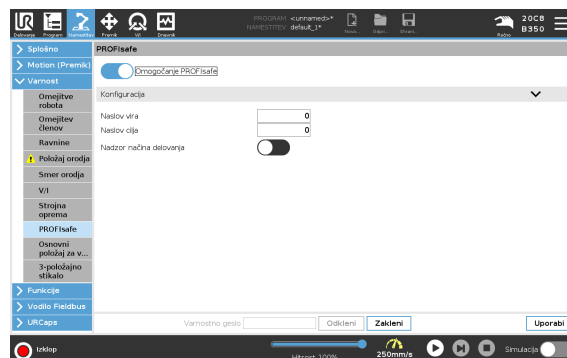 PROGRAM <unnamed>*
NAMESTITEV default_1*
20C8
B350
Delovanje Program Namestitev Premik V/I Dnevnik Novo... Odpri... Shrani... Ročno
Splošno
Motion (Premik)
Varnost
Omejitve
robota
Omejitev
členov
Ravnine
Položaj orodja
Smer orodja
V/I
Strojna
oprema
PROFIsafe
Osnovni
položaj za v...
3-položajno
stikalo
Funkcije
Vodilo Fieldbus
URCaps
PROFIsafe
Omogočanje PROFIsafe
Konfiguracija
Naslov vira 0
Naslov cilja 0
Nadzor načina delovanja
Varnostno geslo Odkleni Zakleni Uporabi
Izklop Hitrost 100% 250mm/s Simulacija